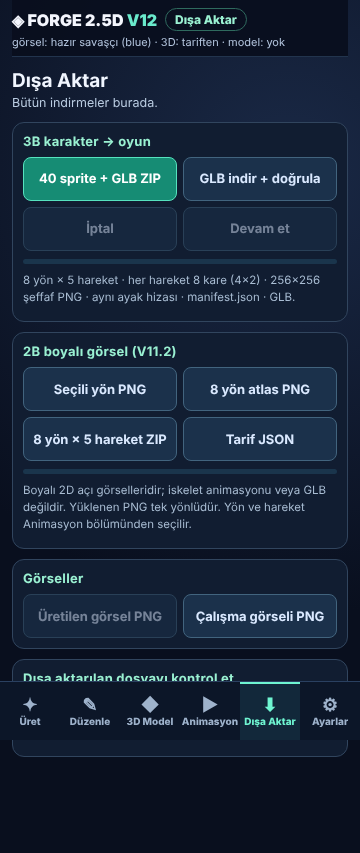 ◈ FORGE 2.5D V12 Dışa Aktar
görsel: hazır savaşçı (blue) · 3D: tariften · model: yok
Dışa Aktar
Bütün indirmeler burada.
3B karakter → oyun
40 sprite + GLB ZIP
GLB indir + doğrula
İptal
Devam et
8 yön × 5 hareket · her hareket 8 kare (4×2) · 256×256
şeffaf PNG · aynı ayak hizası · manifest.json · GLB.
2B boyalı görsel (V11.2)
Seçili yön PNG
8 yön atlas PNG
8 yön × 5 hareket ZIP
Tarif JSON
Boyalı 2D açı görselleridir; iskelet animasyonu veya GLB
değildir. Yüklenen PNG tek yönlüdür. Yön ve hareket
Animasyon bölümünden seçilir.
Görseller
Üretilen görsel PNG
Çalışma görseli PNG
Dışa aktarılan dosyayı kontrol et
Üret
Düzenle
3D Model
Animasyon
Dışa Aktar
Ayarlar